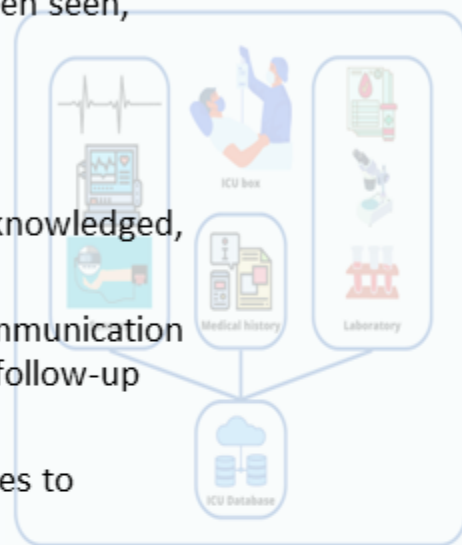 en seen,
ICU box
knowledged,
mmunication
Medical history
Laboratory
follow-up
es to
ICU Database